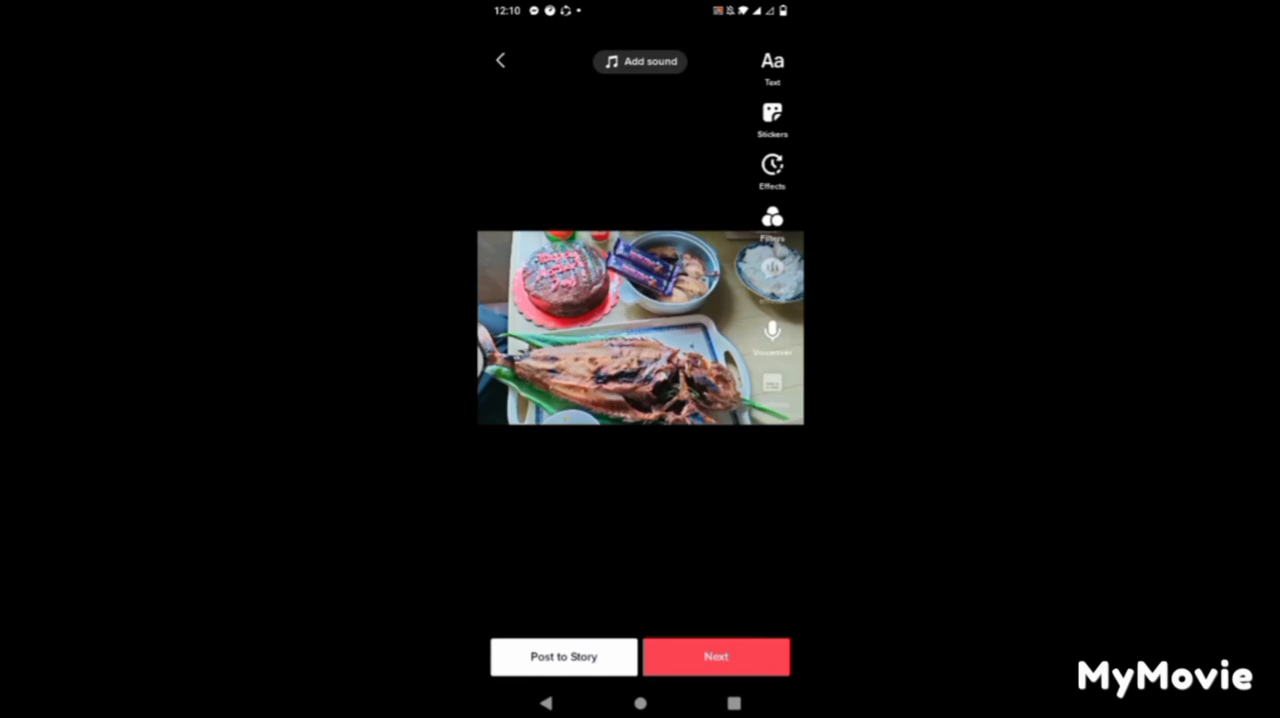 12:10
Add sound
Aa
Text
Stickers
Effects
Filters
Voiceover
Post to Story
Next
MyMovie